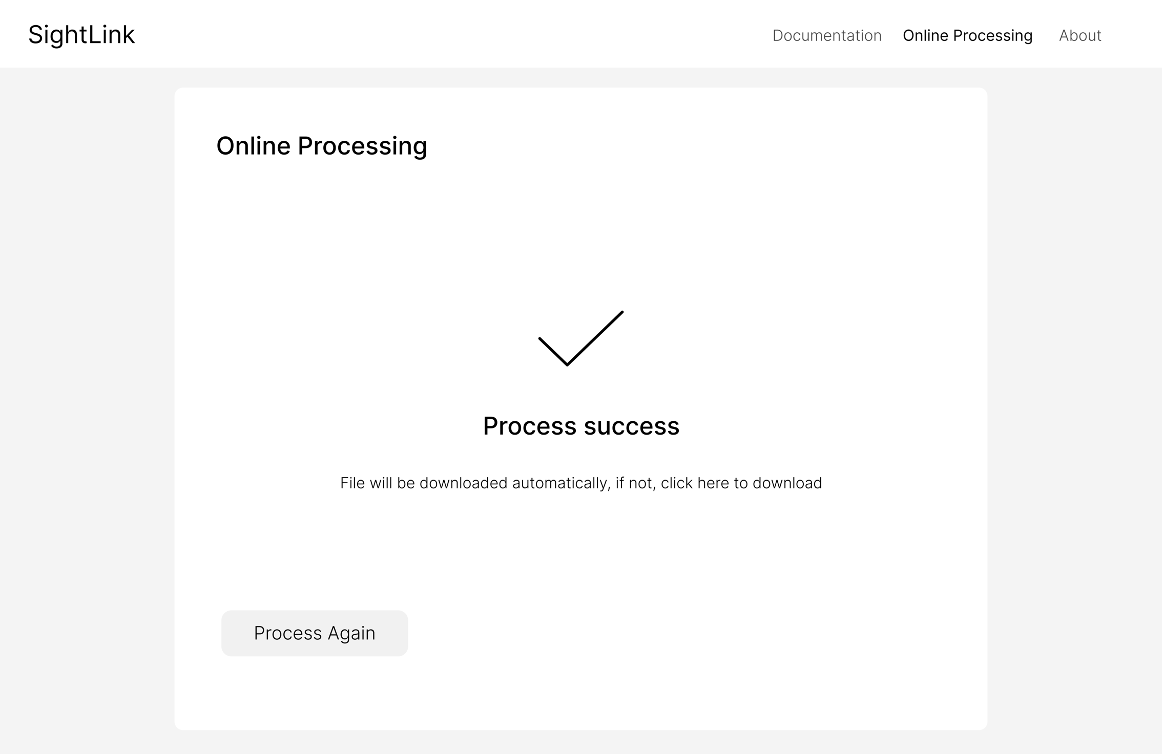 SightLink
Documentation Online Processing About
Online Processing
Process success
File will be downloaded automatically, if not, click here to download
Process Again